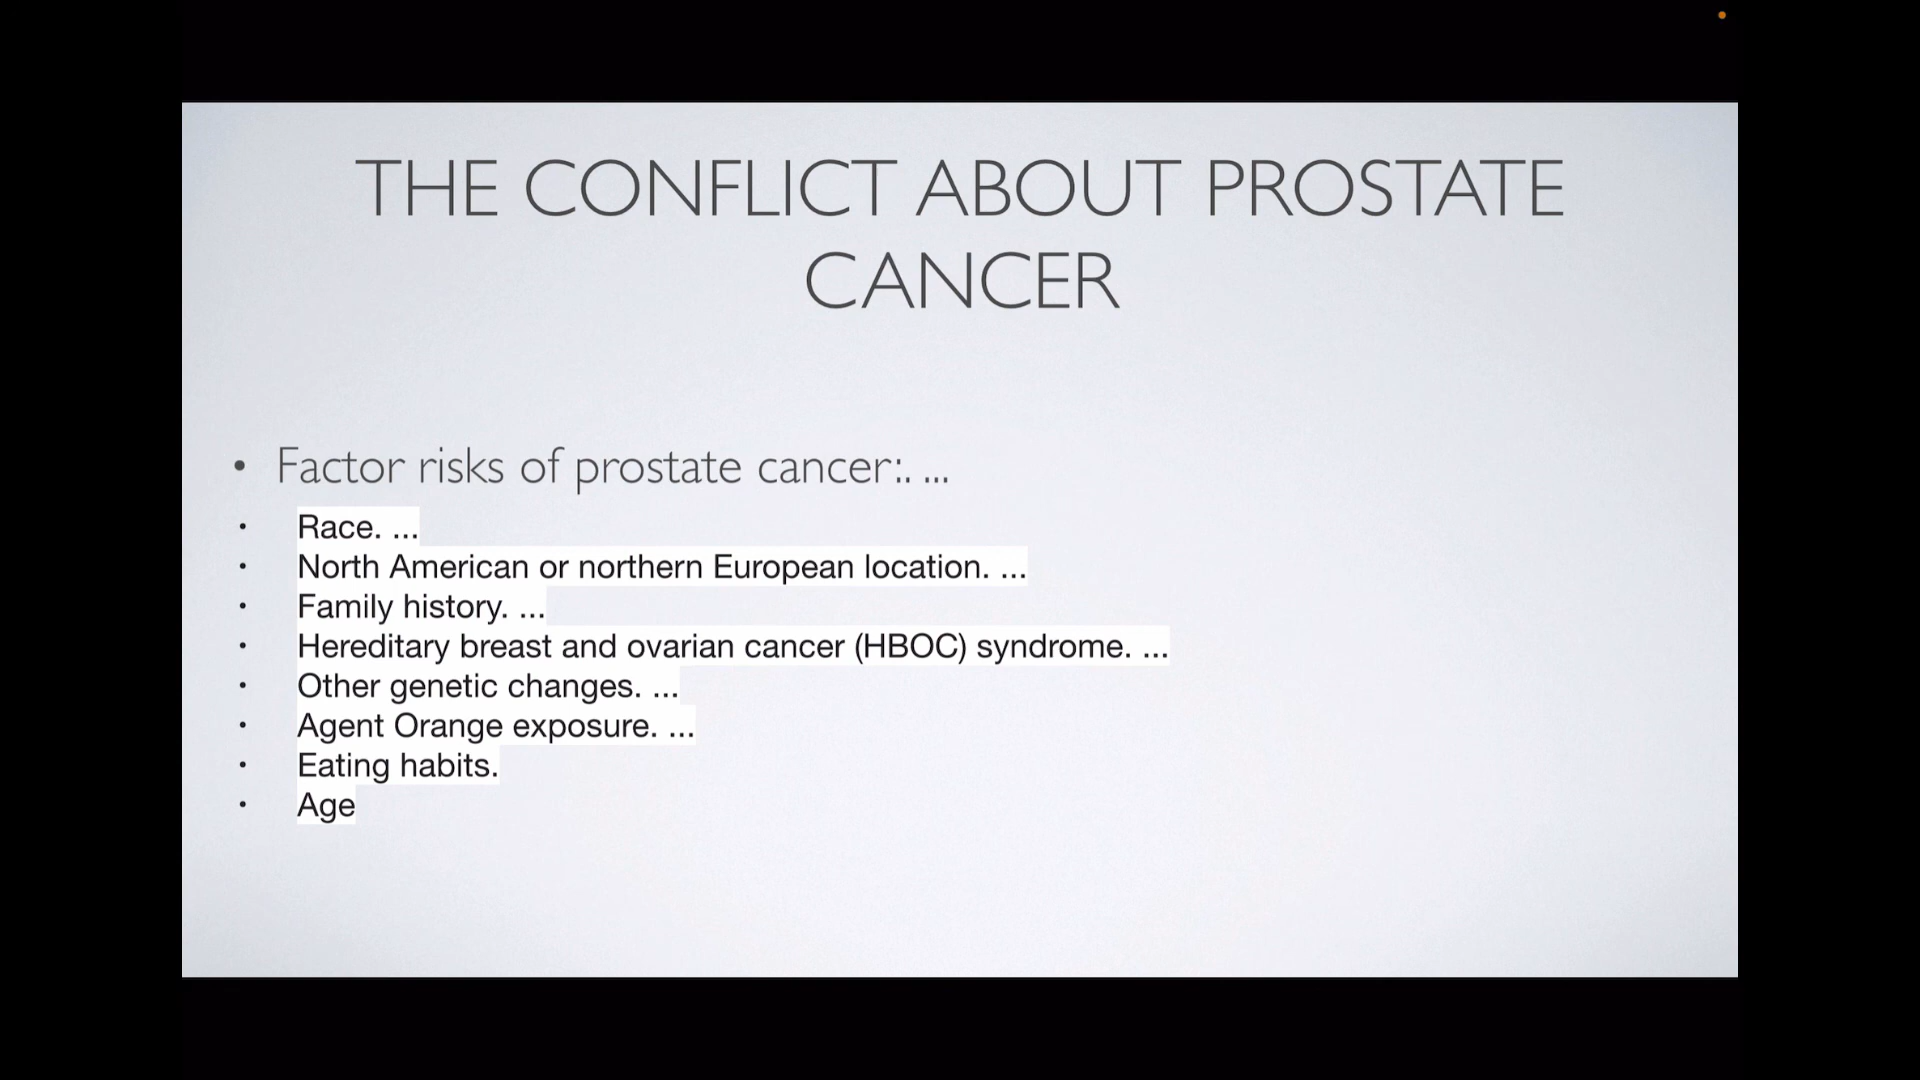 THE CONFLICT ABOUT PROSTATE
CANCER
• Factor risks of prostate cancer:. ...
• Race. ...
• North American or northern European location. ...
• Family history. ...
• Hereditary breast and ovarian cancer (HBOC) syndrome. ...
• Other genetic changes. ...
• Agent Orange exposure. ...
• Eating habits.
• Age